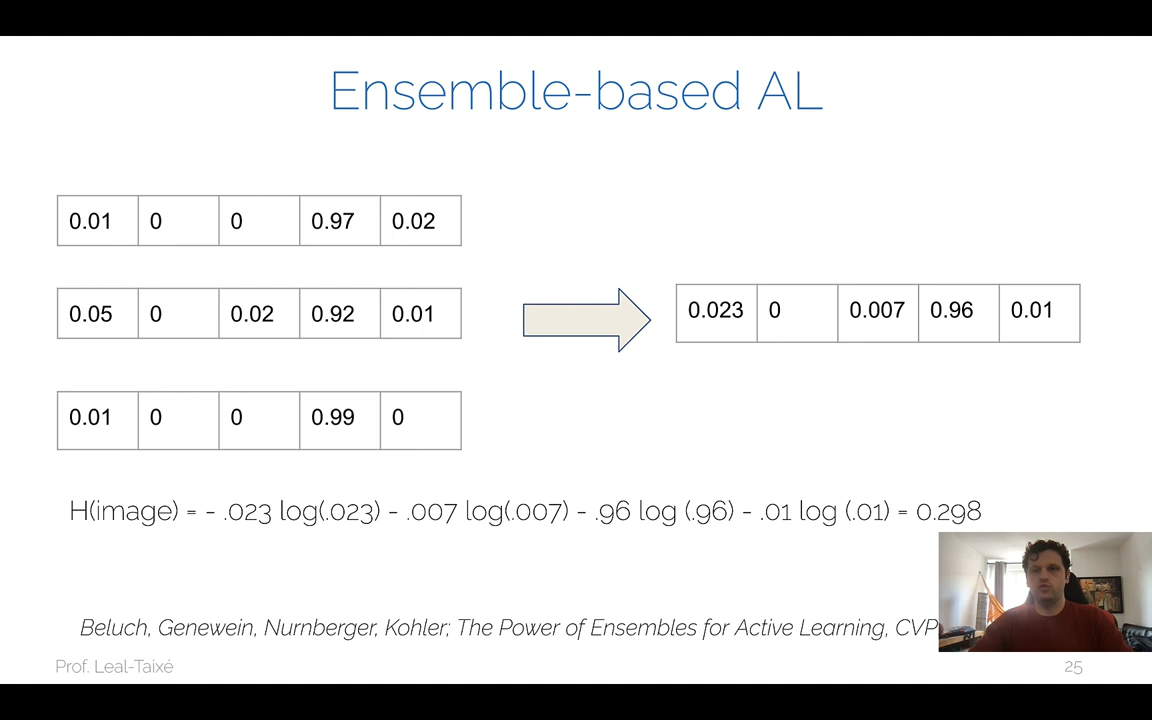 Ensemble-based AL
0.01 0 0 0.97 0.02
0.05 0 0.02 0.92 0.01
0.023 0 0.007 0.96 0.01
0.01 0 0 0.99 0
H(image) = - .023 log(.023) - .007 log(.007) - .96 log (.96) - .01 log (.01) = 0.298
Beluch, Genewein, Nurnberger, Kohler; The Power of Ensembles for Active Learning, CVP
Prof. Leal-Taixé
25